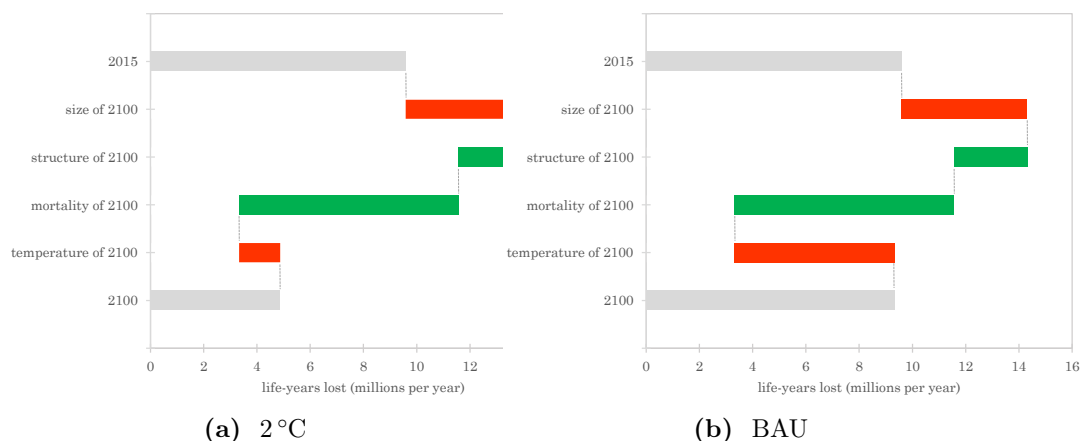 2015
size of 2100
structure of 2100
mortality of 2100
temperature of 2100
2100
0 2 4 6 8 10 12
life-years lost (millions per year)
(a) 2 °C
2015
size of 2100
structure of 2100
mortality of 2100
temperature of 2100
2100
0 2 4 6 8 10 12 14 16
life-years lost (millions per year)
(b) BAU